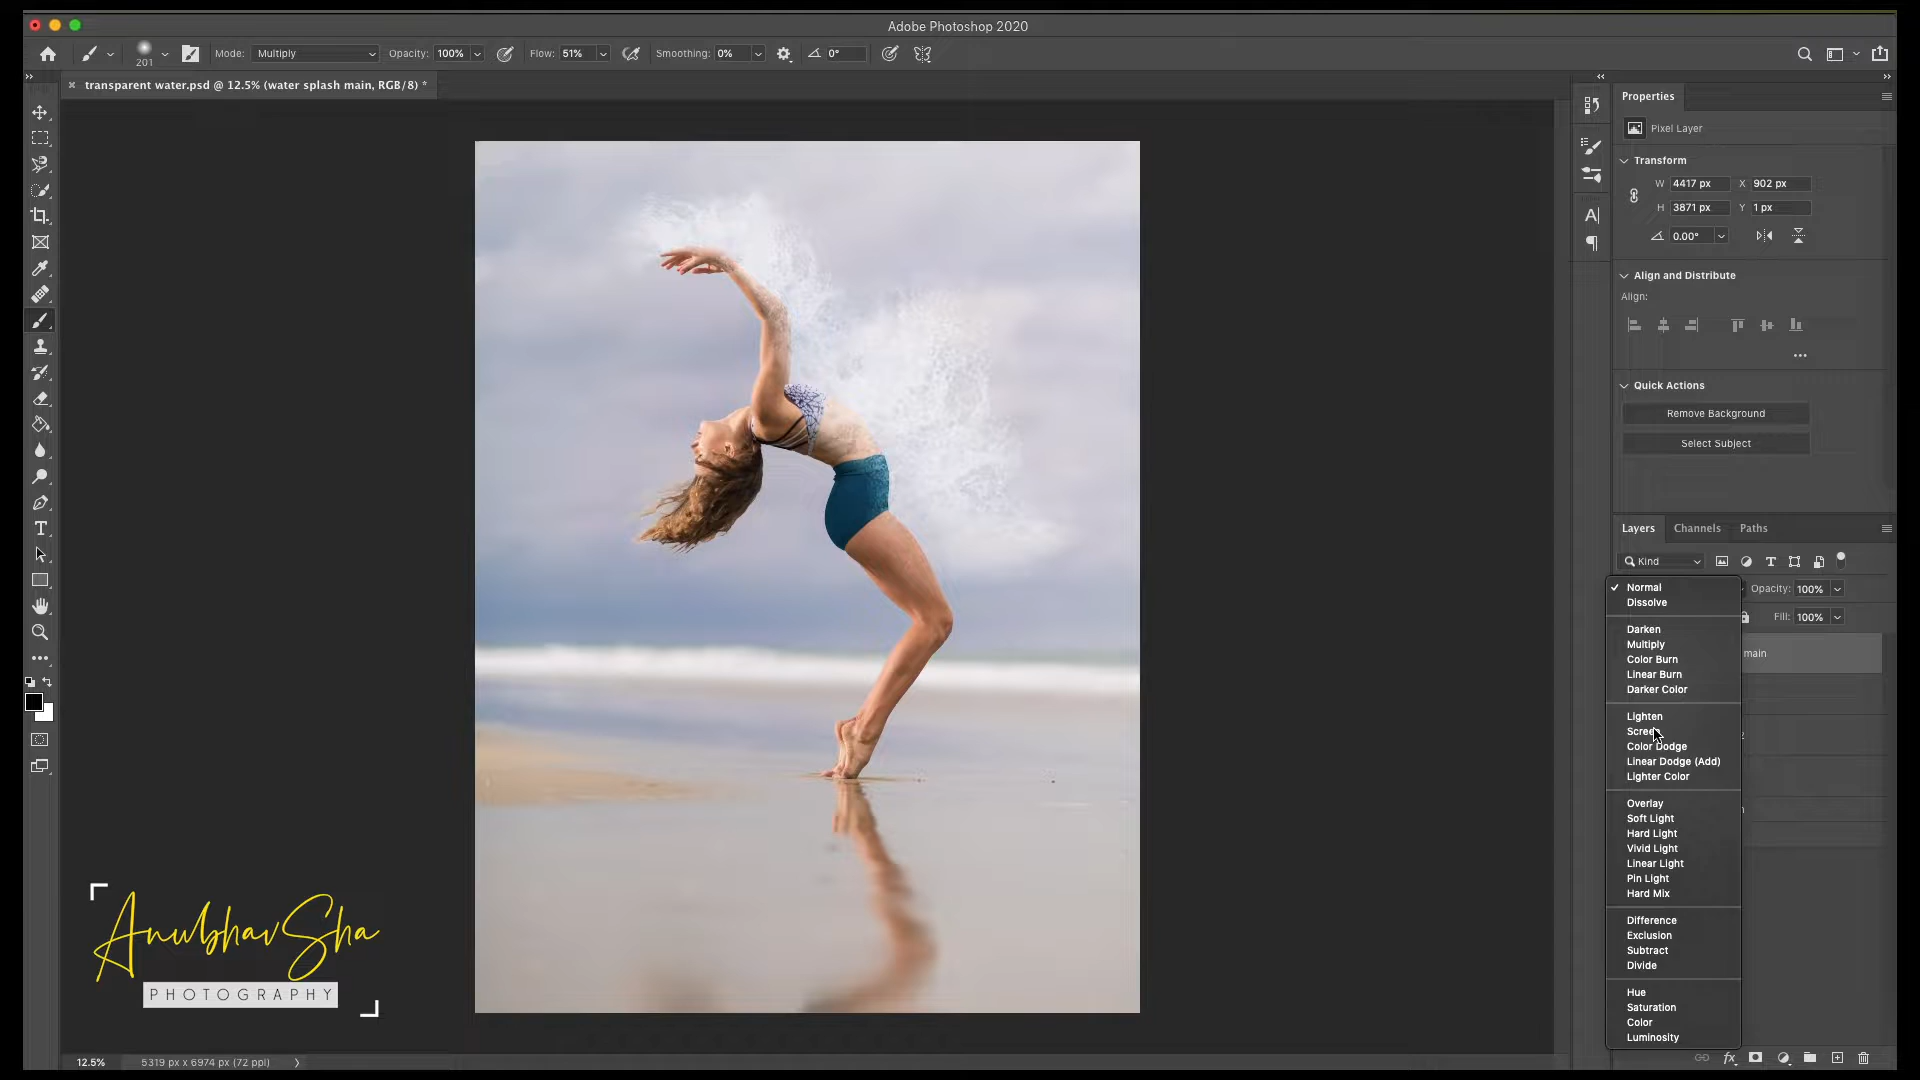 Adobe Photoshop 2020
201
Mode: Multiply
Opacity: 100%
Flow: 51%
Smoothing: 0%
0°
transparent water.psd @ 12.5% (water splash main, RGB/8) *
Properties
Pixel Layer
Transform
W 4417 px X 902 px
H 3871 px Y 1 px
0.00°
Align and Distribute
Align:
Quick Actions
Remove Background
Select Subject
Layers Channels Paths
Kind
Opacity: 100%
Fill: 100%
main
Normal
Dissolve
Darken
Multiply
Color Burn
Linear Burn
Darker Color
Lighten
Screen
Color Dodge
Linear Dodge (Add)
Lighter Color
Overlay
Soft Light
Hard Light
Vivid Light
Linear Light
Pin Light
Hard Mix
Difference
Exclusion
Subtract
Divide
Hue
Saturation
Color
Luminosity
AnubhavSha
PHOTOGRAPHY
12.5% 5319 px x 6974 px (72 ppi)